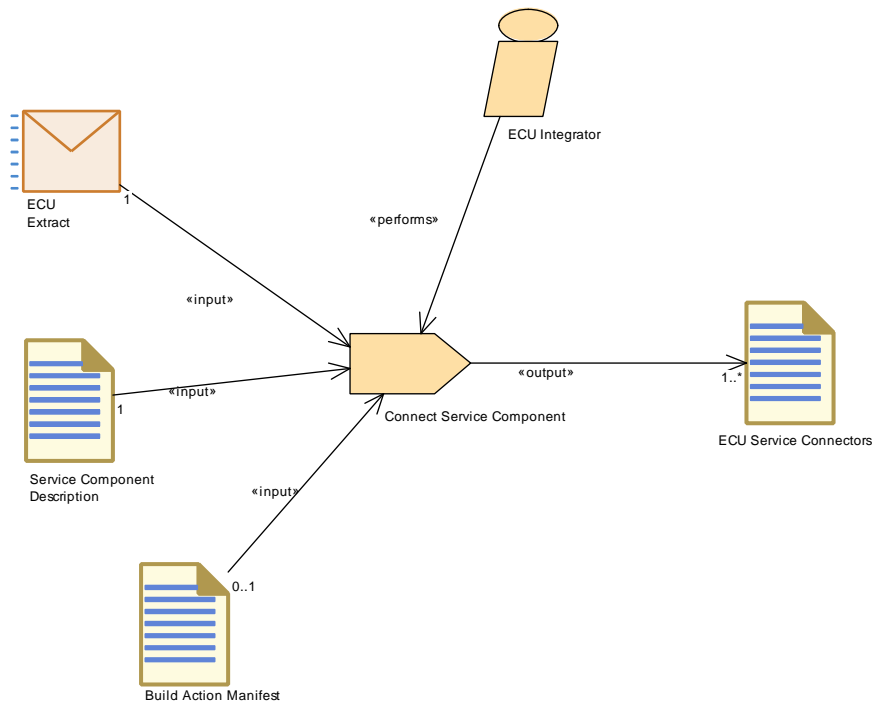 ECU Integrator
1
ECU
Extract
«performs»
«input»
«output»
1..*
«input»
1
Connect Service Component
ECU Service Connectors
Service Component
Description
«input»
0..1
Build Action Manifest